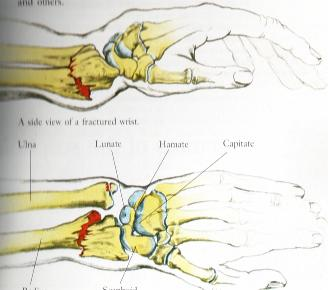 and others.
A side view of a fractured wrist.
Ulna Lunate Hamate Capitate